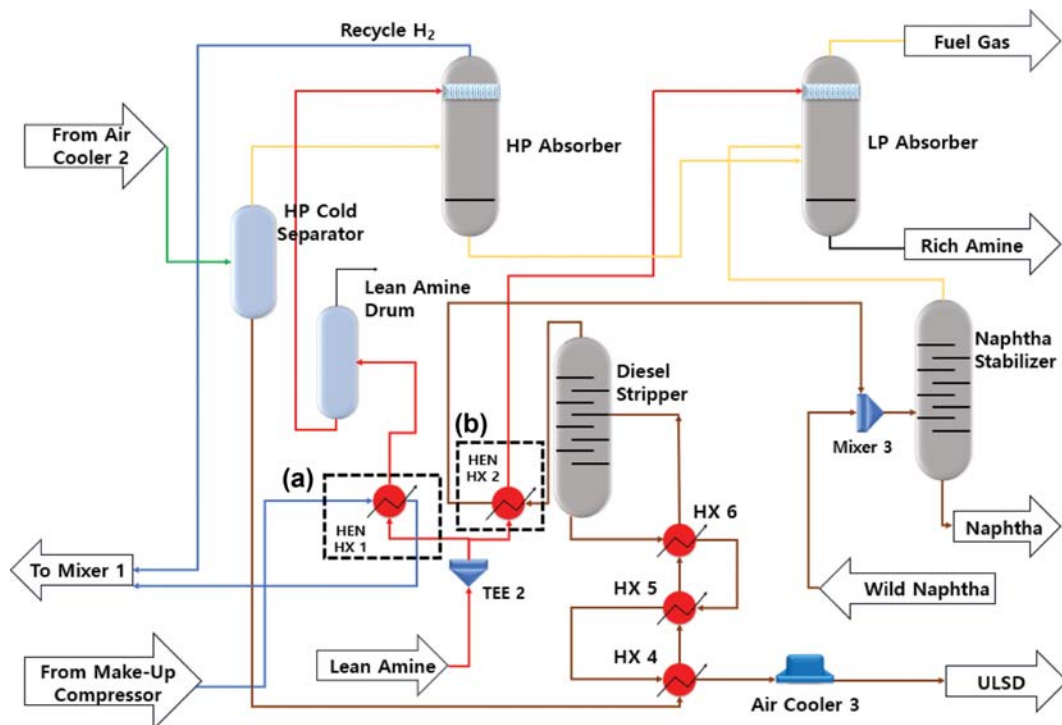 Recycle H₂
Fuel Gas
From Air
Cooler 2
HP Absorber
LP Absorber
HP Cold
Separator
Rich Amine
Lean Amine
Drum
Naphtha
Stabilizer
Diesel
Stripper
Mixer 3
(b)
HEN
HX 2
(a)
HEN
HX 1
HX 6
Naphtha
To Mixer 1
TEE 2
HX 5
Wild Naphtha
Lean Amine
HX 4
From Make-Up
Compressor
Air Cooler 3
ULSD